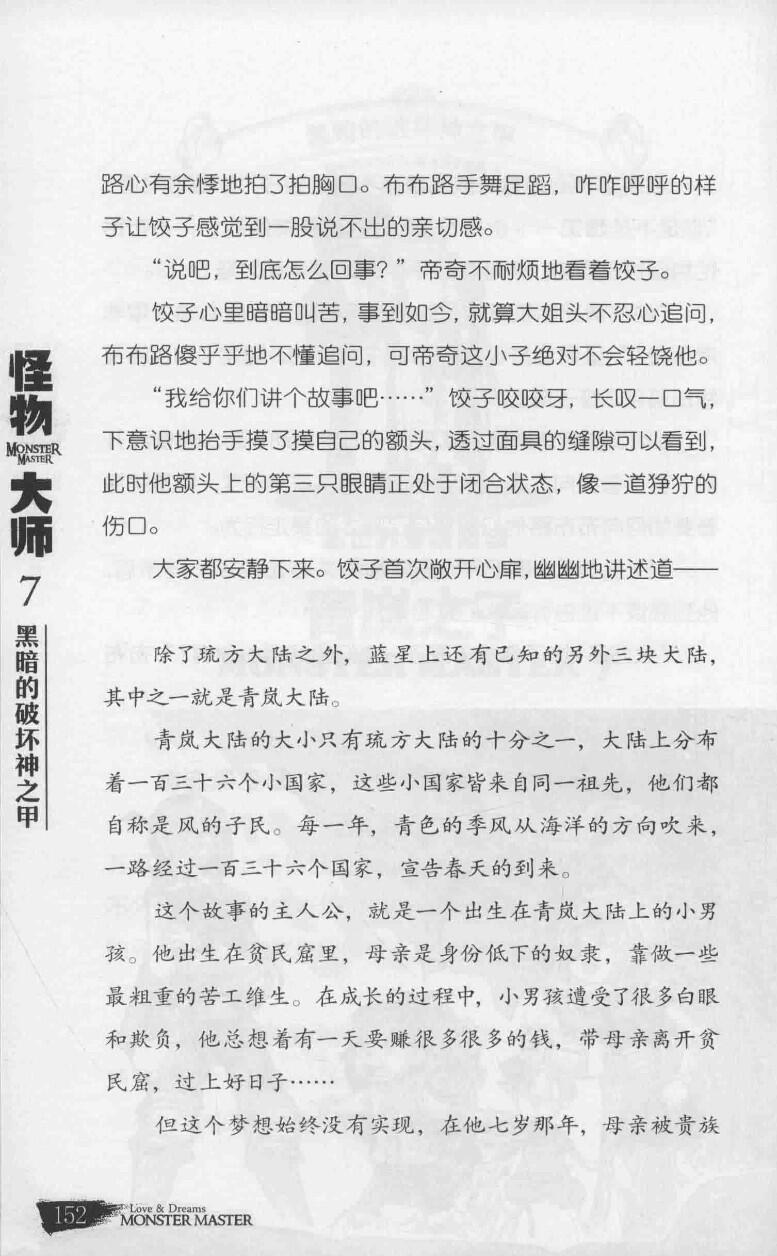 路心有余悸地拍了拍胸口。布布路手舞足蹈，咋咋呼呼的样
子让饺子感觉到一股说不出的亲切感。
“说吧，到底怎么回事？”帝奇不耐烦地看着饺子。
饺子心里暗暗叫苦，事到如今，就算大姐头不忍心追问，
布布路傻乎乎地不懂追问，可帝奇这小子绝对不会轻饶他。
“我给你们讲个故事吧……”饺子咬咬牙，长叹一口气，
下意识地抬手摸了摸自己的额头，透过面具的缝隙可以看到，
此时他额头上的第三只眼睛正处于闭合状态，像一道狰狞的
伤口。
大家都安静下来。饺子首次敞开心扉，幽幽地讲述道——
除了琉方大陆之外，蓝星上还有已知的另外三块大陆，
其中之一就是青岚大陆。
青岚大陆的大小只有琉方大陆的十分之一，大陆上分布
着一百三十六个小国家，这些小国家皆来自同一祖先，他们都
自称是风的子民。每一年，青色的季风从海洋的方向吹来，
一路经过一百三十六个国家，宣告春天的到来。
这个故事的主人公，就是一个出生在青岚大陆上的小男
孩。他出生在贫民窟里，母亲是身份低下的奴隶，靠做一些
最粗重的苦工维生。在成长的过程中，小男孩遭受了很多白眼
和欺负，他总想着有一天要赚很多很多的钱，带母亲离开贫
民窟，过上好日子……
但这个梦想始终没有实现，在他七岁那年，母亲被贵族
怪物
MONSTER
MASTER
大师
7
黑暗的破坏神之甲
152
Love & Dreams
MONSTER MASTER